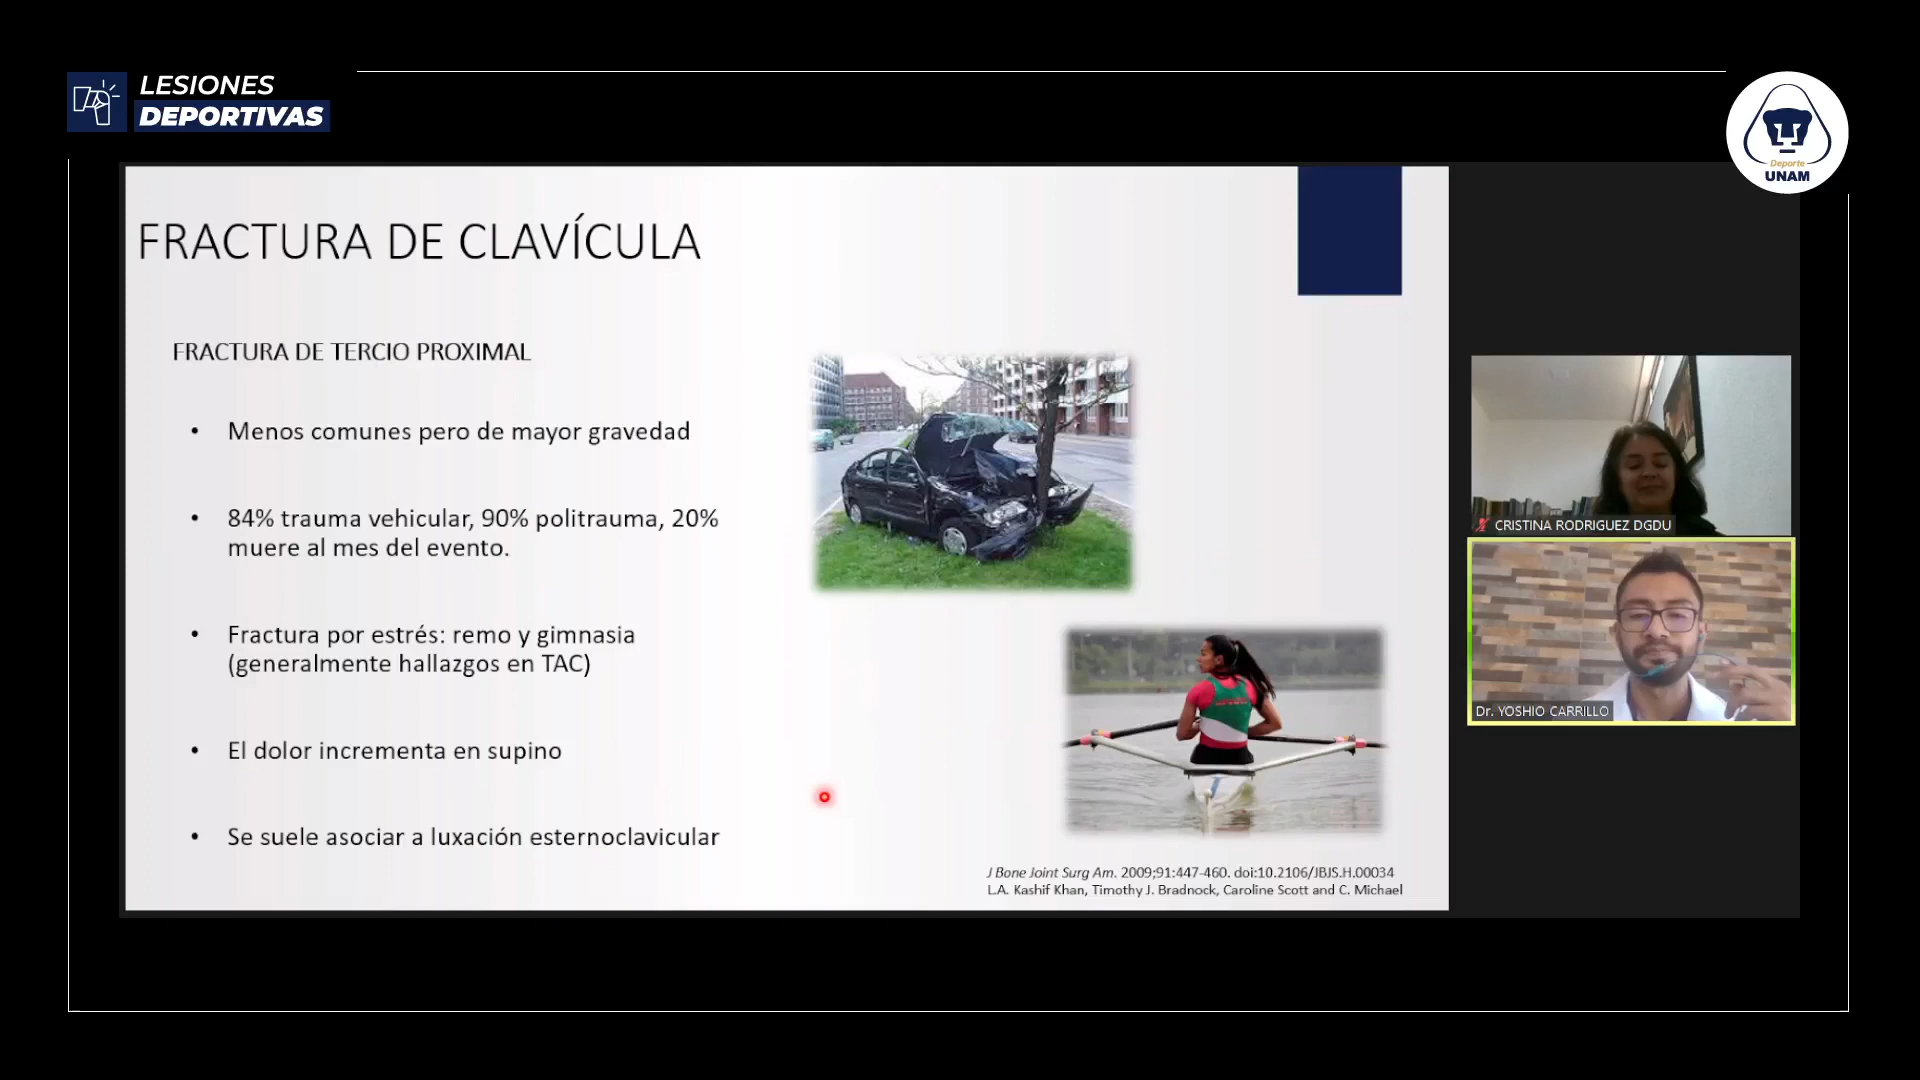 LESIONES
DEPORTIVAS
Deporte
UNAM
FRACTURA DE CLAVÍCULA
FRACTURA DE TERCIO PROXIMAL
• Menos comunes pero de mayor gravedad
• 84% trauma vehicular, 90% politrauma, 20%
muere al mes del evento.
• Fractura por estrés: remo y gimnasia
(generalmente hallazgos en TAC)
• El dolor incrementa en supino
• Se suele asociar a luxación esternoclavicular
J Bone Joint Surg Am. 2009;91:447-460. doi:10.2106/JBJS.H.00034
L.A. Kashif Khan, Timothy J. Bradnock, Caroline Scott and C. Michael
CRISTINA RODRIGUEZ DGDU
Dr. YOSHIO CARRILLO